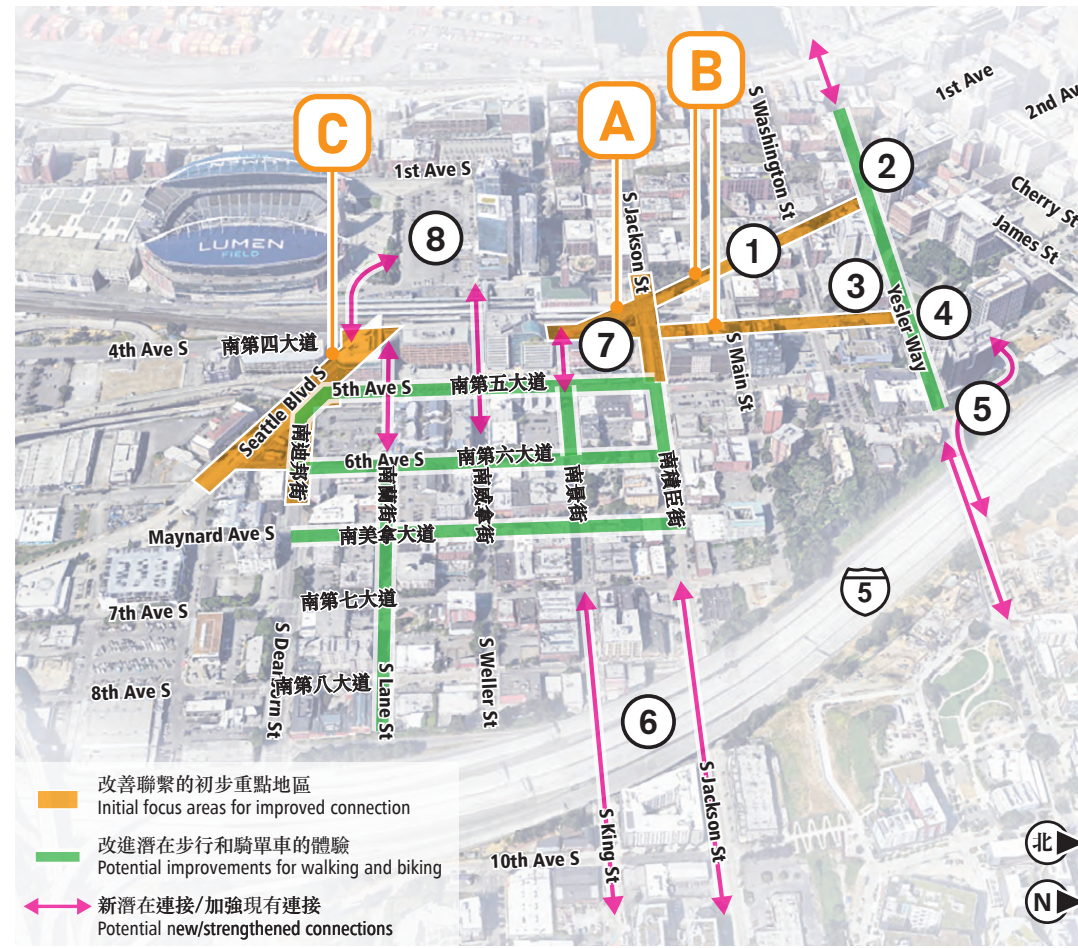 B
A
C
S Washington St
1st Ave
2nd Av
2
Cherry St
James St
1st Ave S
8
S Jackson St
1
LUMEN
FIELD
3
Yesler Way
4
4th Ave S
南第四大道
7
S Main St
Seattle Blvd S
5th Ave S
南第五大道
5
南迪邦街
6th Ave S
南第六大道
南蘭街
南威拿街
南景街
南積臣街
Maynard Ave S
南美拿大道
5
7th Ave S
南第七大道
8th Ave S
S Dearborn St
南第八大道
S Lane St
S Weller St
6
S King St
S Jackson St
10th Ave S
改善聯繫的初步重點地區
Initial focus areas for improved connection
改進潛在步行和騎單車的體驗
Potential improvements for walking and biking
新潛在連接/加強現有連接
Potential new/strengthened connections
北
N